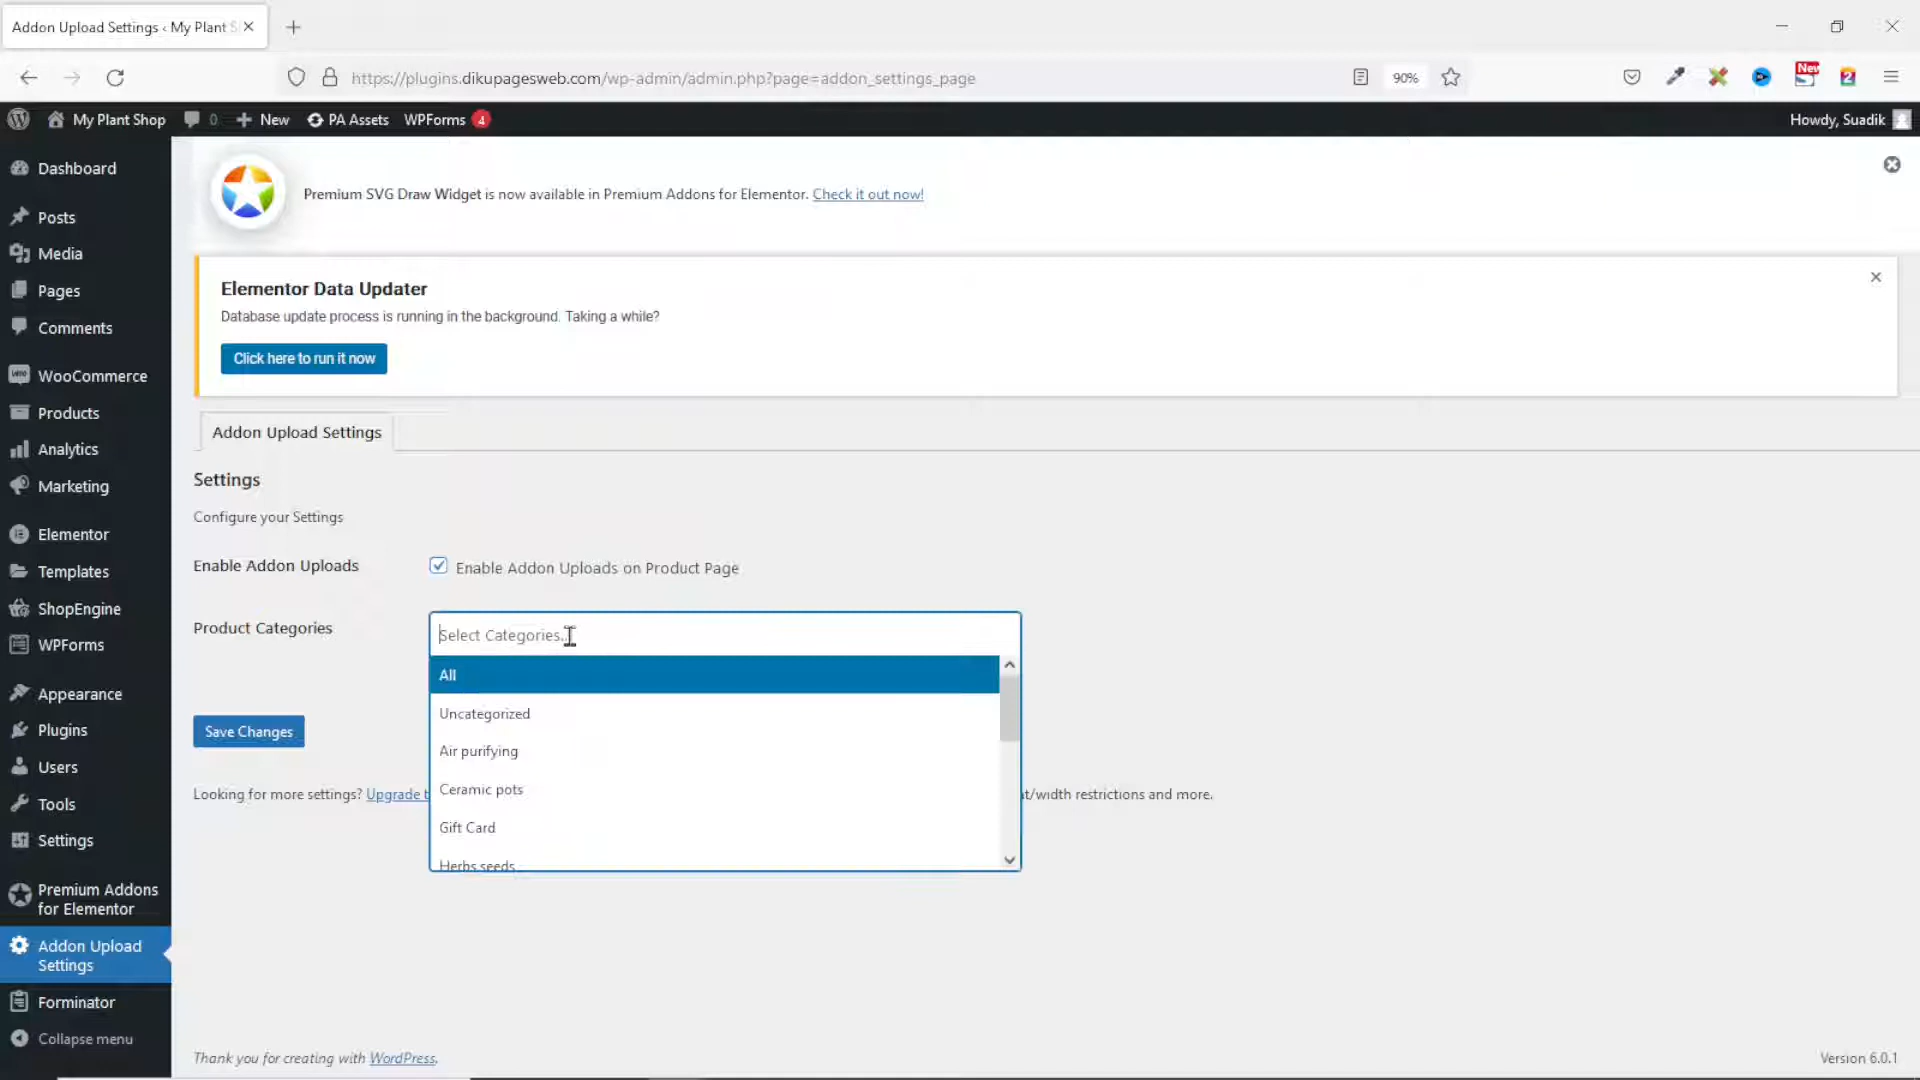 Addon Upload Settings ‹ My Plant S
https://plugins.dikupagesweb.com/wp-admin/admin.php?page=addon_settings_page
90%
New
2
My Plant Shop
0
New
PA Assets
WPForms 4
Howdy, Suadik
Dashboard
Posts
Media
Pages
Comments
WooCommerce
Products
Analytics
Marketing
Elementor
Templates
ShopEngine
WPForms
Appearance
Plugins
Users
Tools
Settings
Premium Addons
for Elementor
Addon Upload
Settings
Forminator
Collapse menu
Premium SVG Draw Widget is now available in Premium Addons for Elementor. Check it out now!
Elementor Data Updater
Database update process is running in the background. Taking a while?
Click here to run it now
Addon Upload Settings
Settings
Configure your Settings
Enable Addon Uploads
Enable Addon Uploads on Product Page
Product Categories
Select Categories..
All
Uncategorized
Air purifying
Ceramic pots
Gift Card
Herbs seeds
Save Changes
Looking for more settings? Upgrade t
t/width restrictions and more.
Thank you for creating with WordPress.
Version 6.0.1